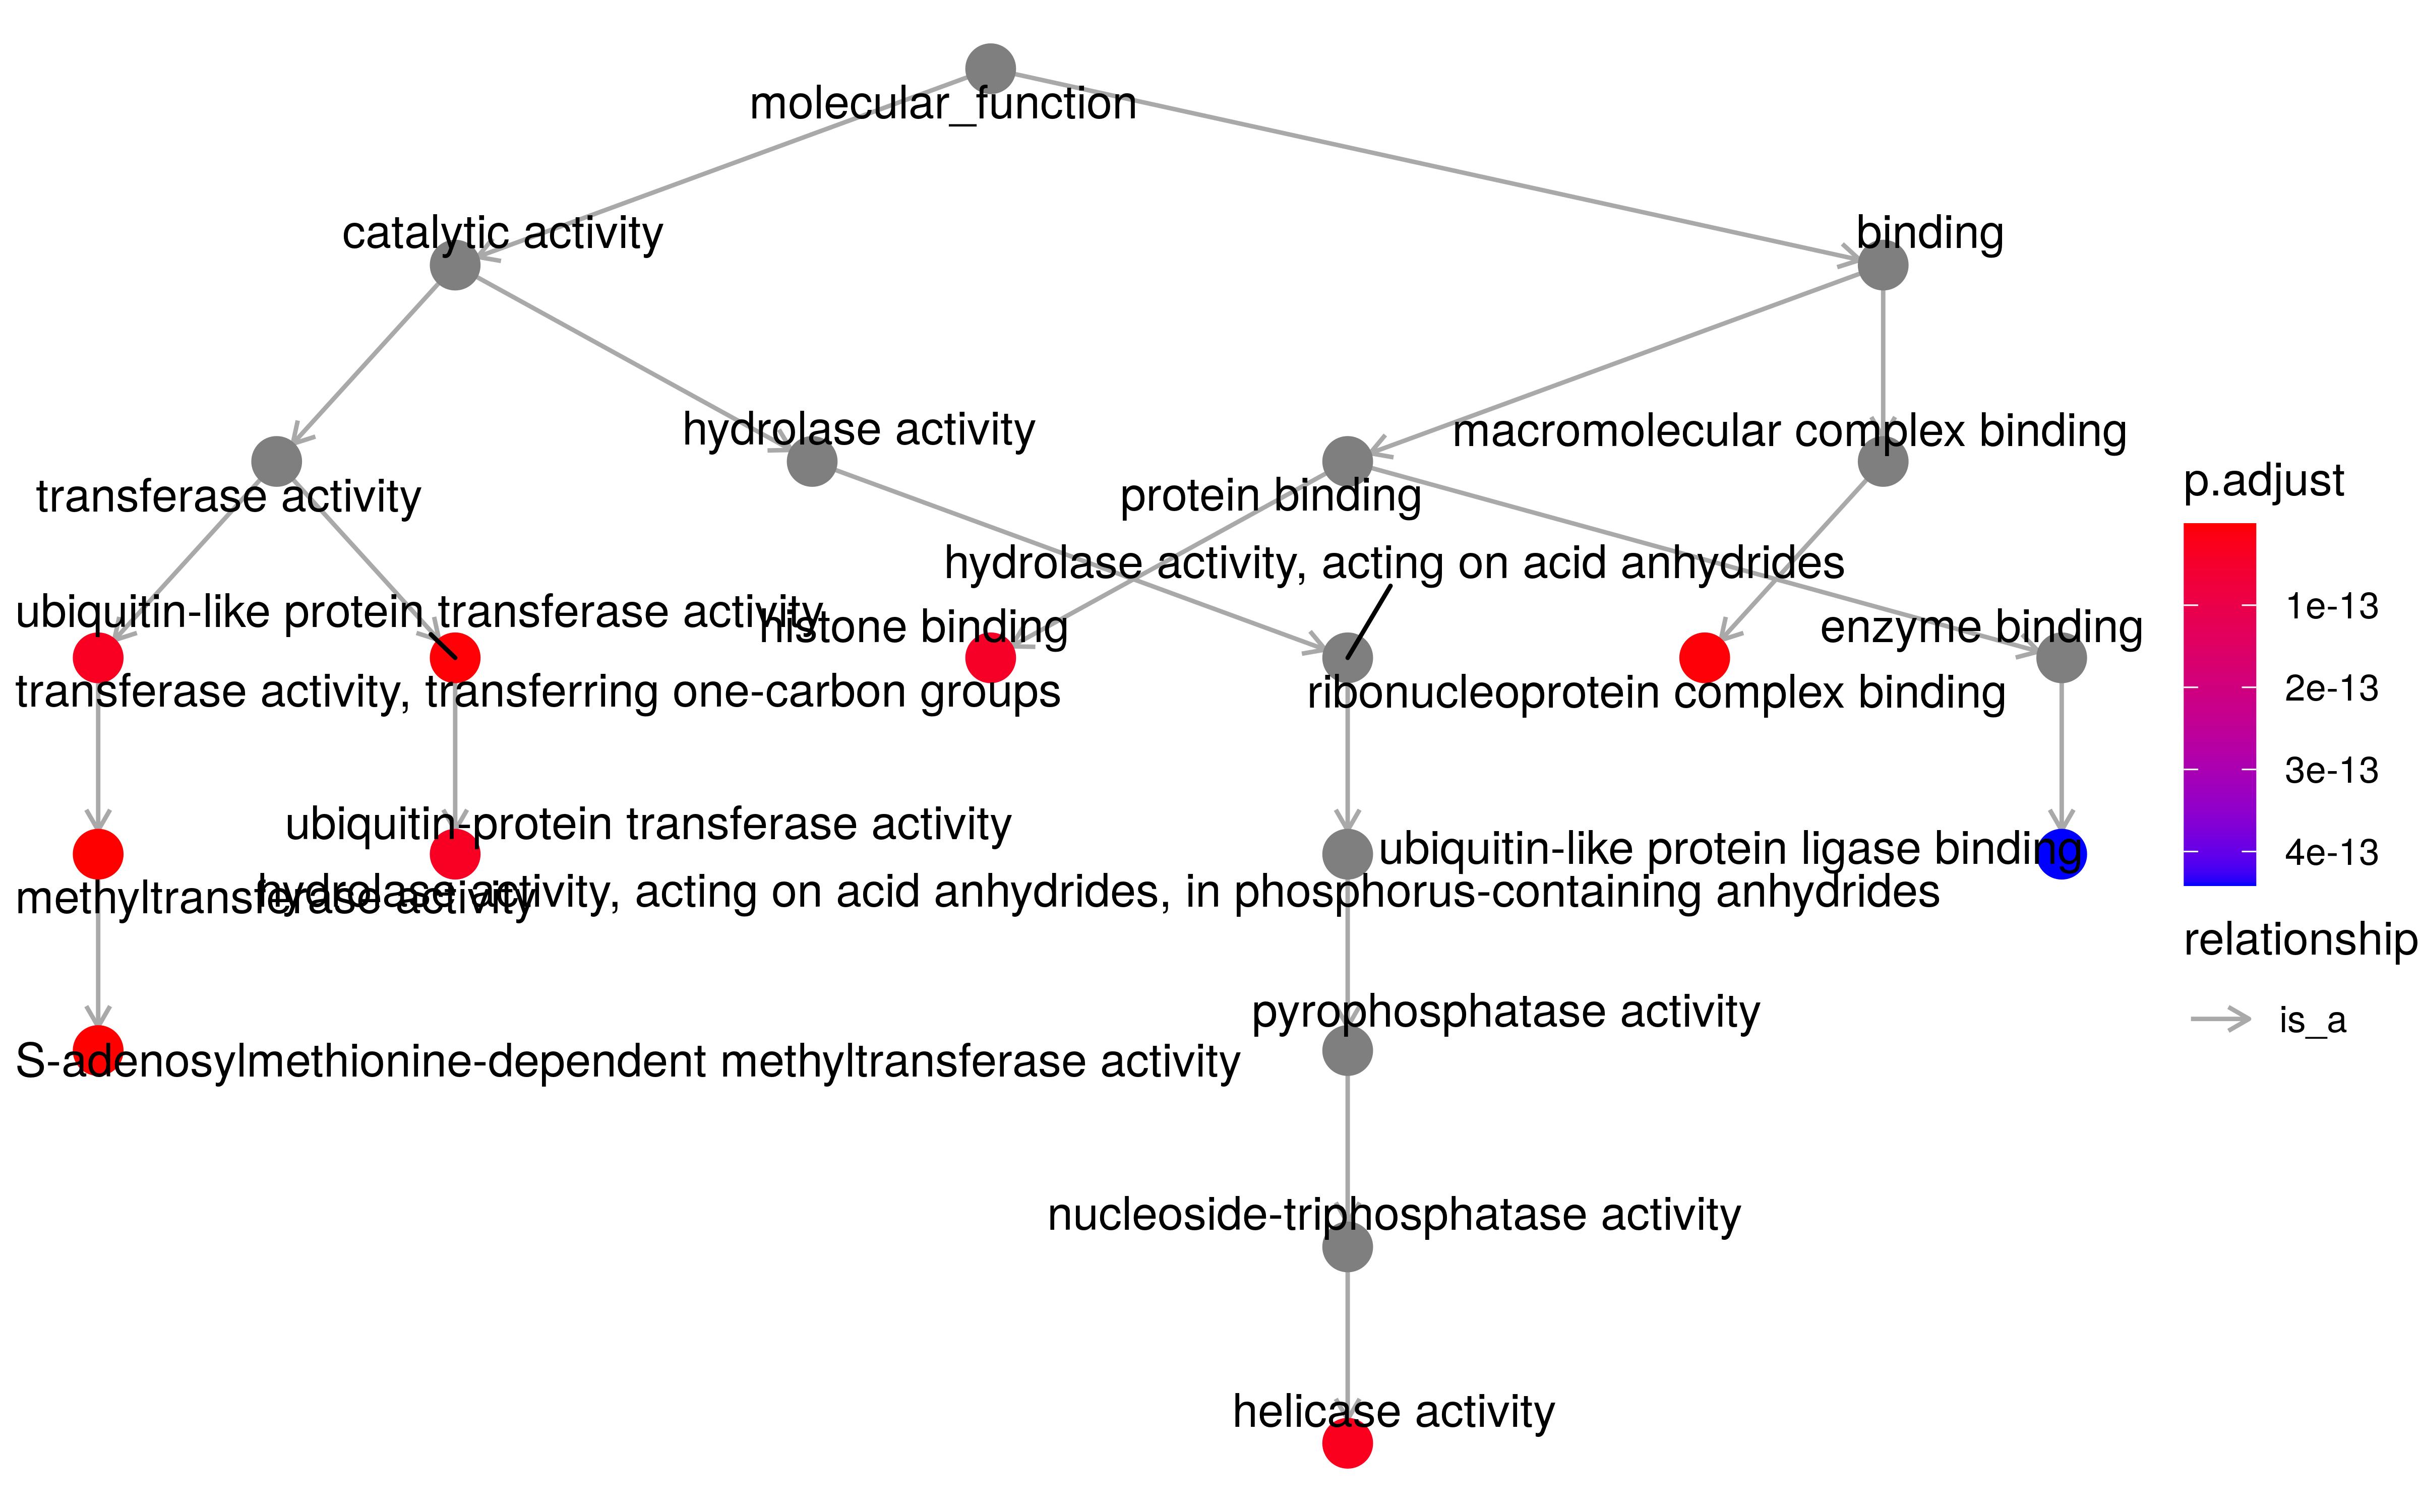 molecular_function
catalytic activity
binding
hydrolase activity
macromolecular complex binding
transferase activity
protein binding
hydrolase activity, acting on acid anhydrides
ubiquitin-like protein transferase activity
histone binding
enzyme binding
transferase activity, transferring one-carbon groups
ribonucleoprotein complex binding
ubiquitin-protein transferase activity
ubiquitin-like protein ligase binding
methyltransferase activity
hydrolase activity, acting on acid anhydrides, in phosphorus-containing anhydrides
pyrophosphatase activity
S-adenosylmethionine-dependent methyltransferase activity
nucleoside-triphosphatase activity
helicase activity
p.adjust
1e-13
2e-13
3e-13
4e-13
relationship
is_a